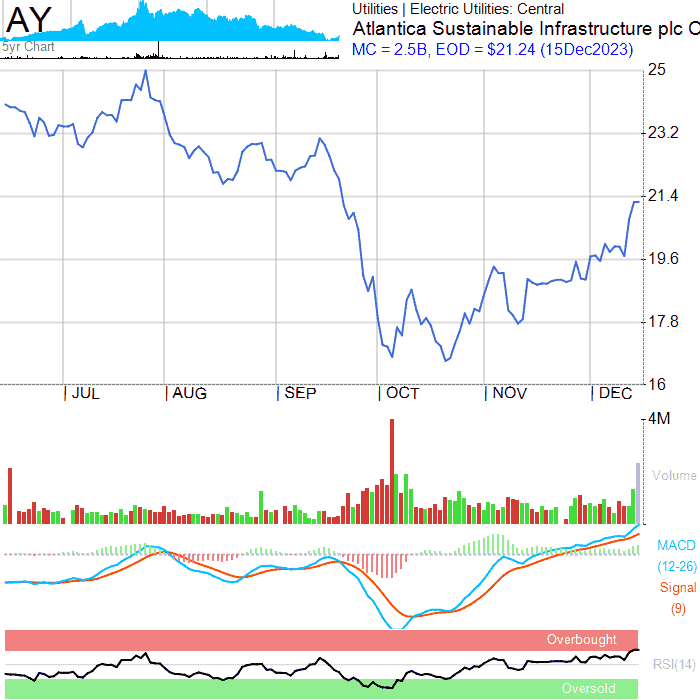 AY
5yr Chart
Utilities | Electric Utilities: Central
Atlantica Sustainable Infrastructure plc O
MC = 2.5B, EOD = $21.24 (15Dec2023)
25
23.2
21.4
19.6
17.8
16
| JUL | AUG | SEP | OCT | NOV | DEC
4M
Volume
MACD
(12-26)
Signal
(9)
Overbought
RSI(14)
Oversold